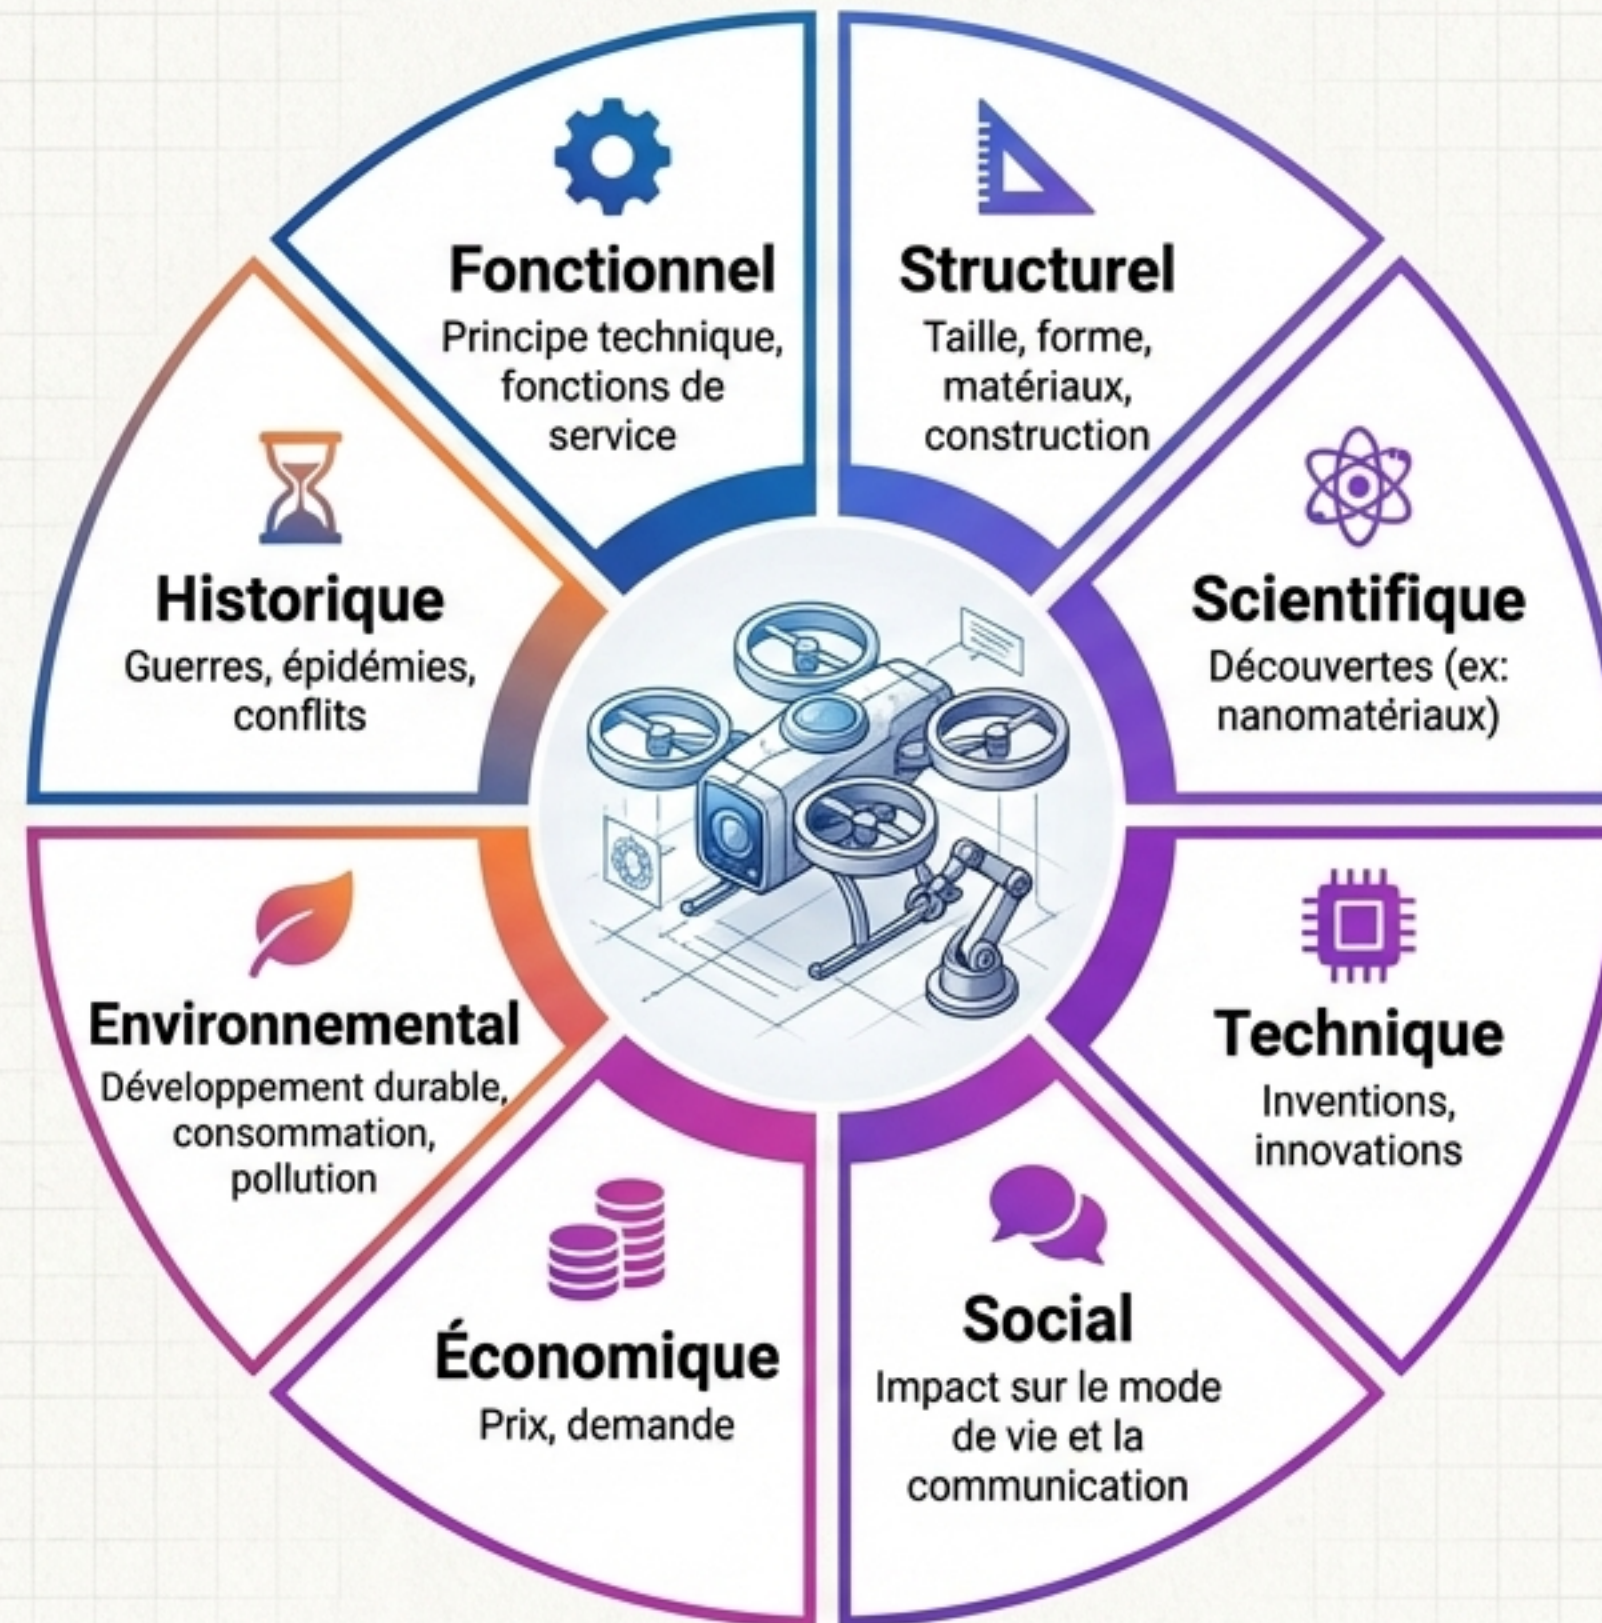 Fonctionnel
Principe technique,
fonctions de
service
Structurel
Taille, forme,
matériaux,
construction
Scientifique
Découvertes (ex:
nanomatériaux)
Technique
Inventions,
innovations
Social
Impact sur le mode
de vie et la
communication
Économique
Prix, demande
Environnemental
Développement durable,
consommation,
pollution
Historique
Guerres, épidémies,
conflits